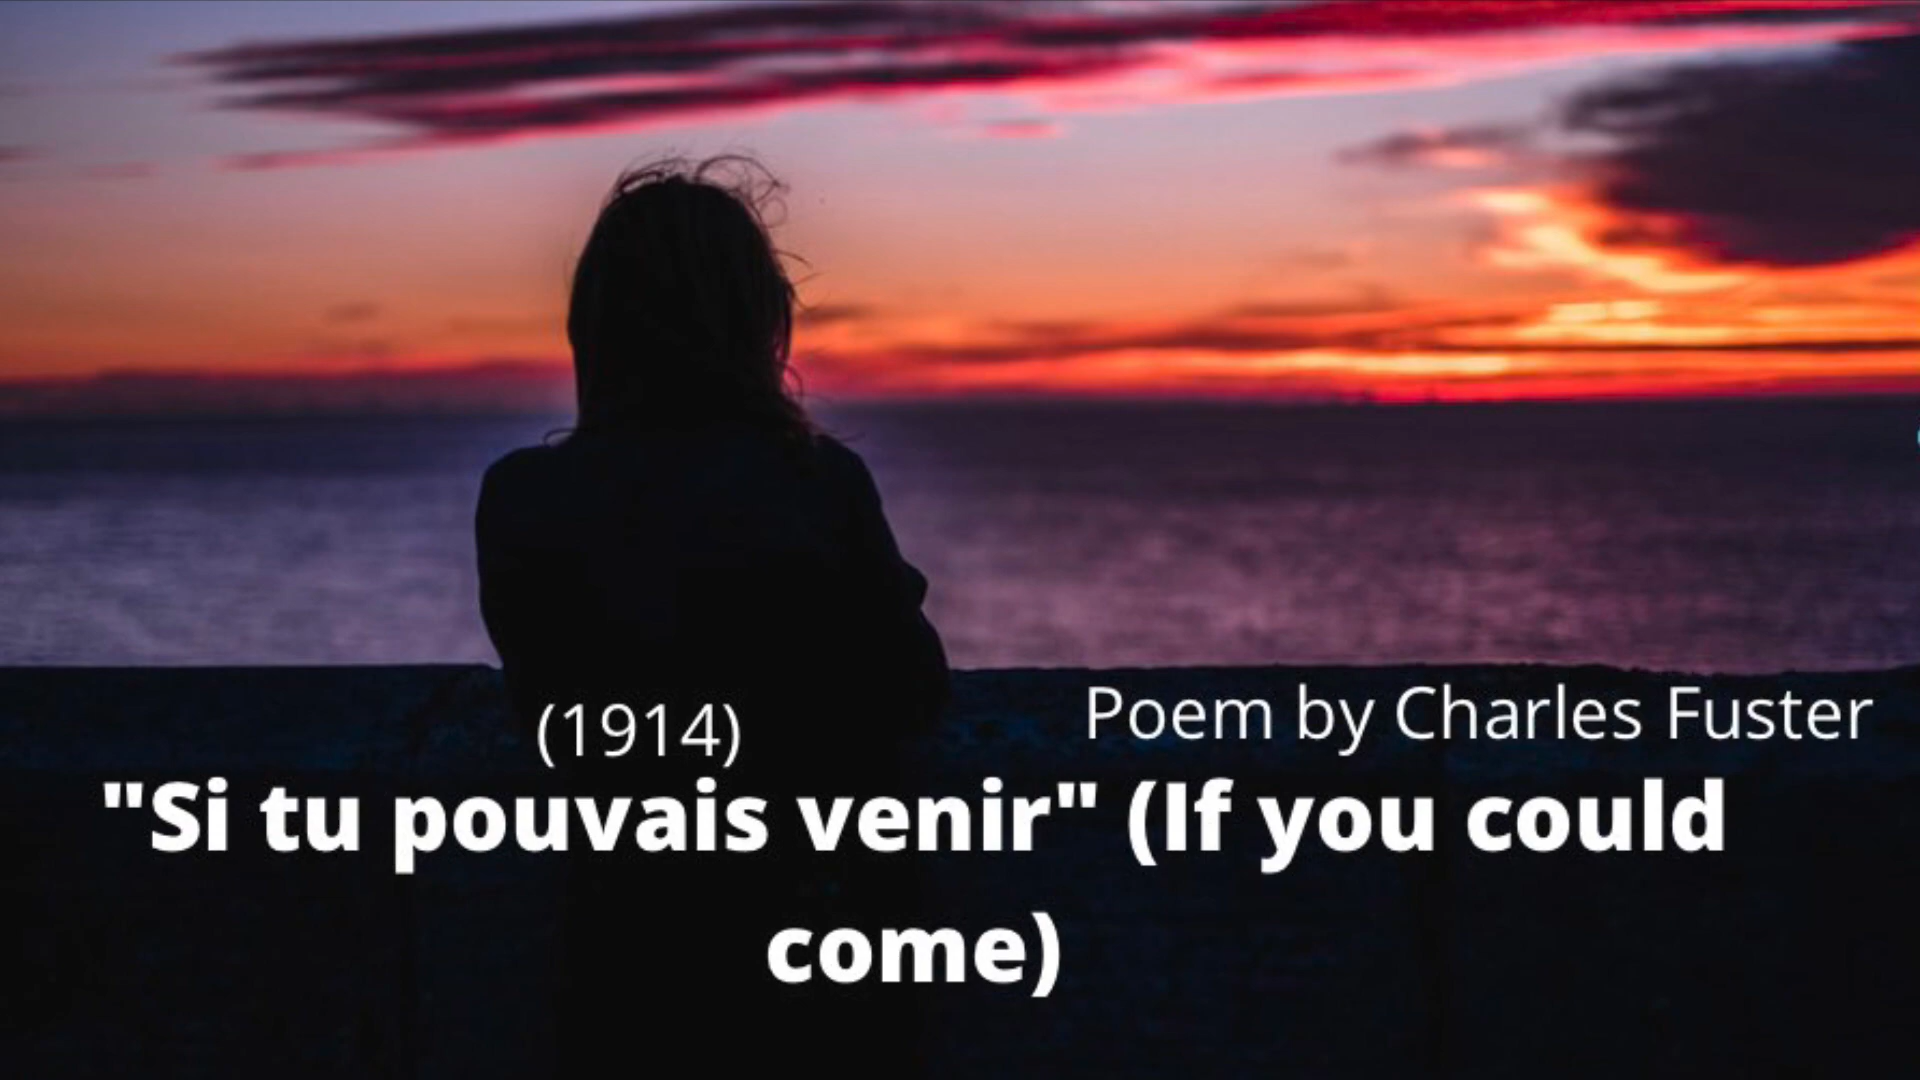 (1914)
Poem by Charles Fuster
"Si tu pouvais venir" (If you could
come)